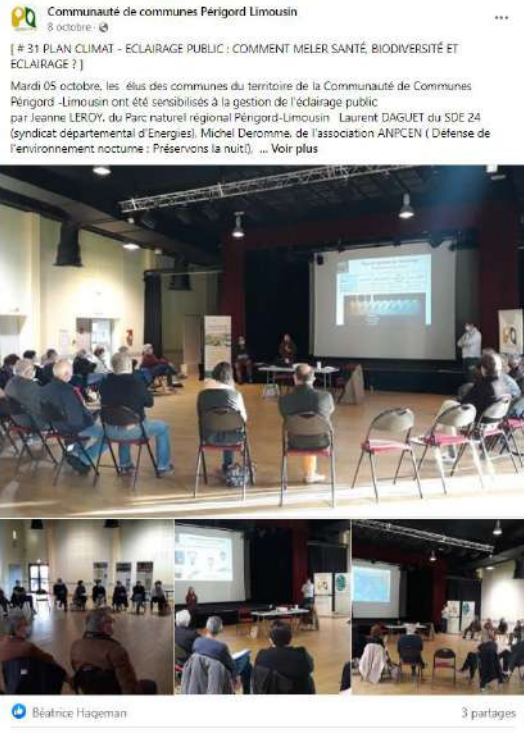 Communauté de communes Périgord Limousin
8 octobre ·
[ # 31 PLAN CLIMAT - ECLAIRAGE PUBLIC : COMMENT MELER SANTÉ, BIODIVERSITÉ ET
ECLAIRAGE ? ]
Mardi 05 octobre, les élus des communes du territoire de la Communauté de Communes
Périgord -Limousin ont été sensibilisés à la gestion de l'éclairage public
par Jeanne LEROY, du Parc naturel régional Périgord-Limousin Laurent DAGUET du SDE 24
(syndicat départemental d'Energies), Michel Deromme, de l'association ANPCEN ( Défense de
l'environnement nocturne : Préservons la nuit!), ... Voir plus
Béatrice Hageman
3 partages